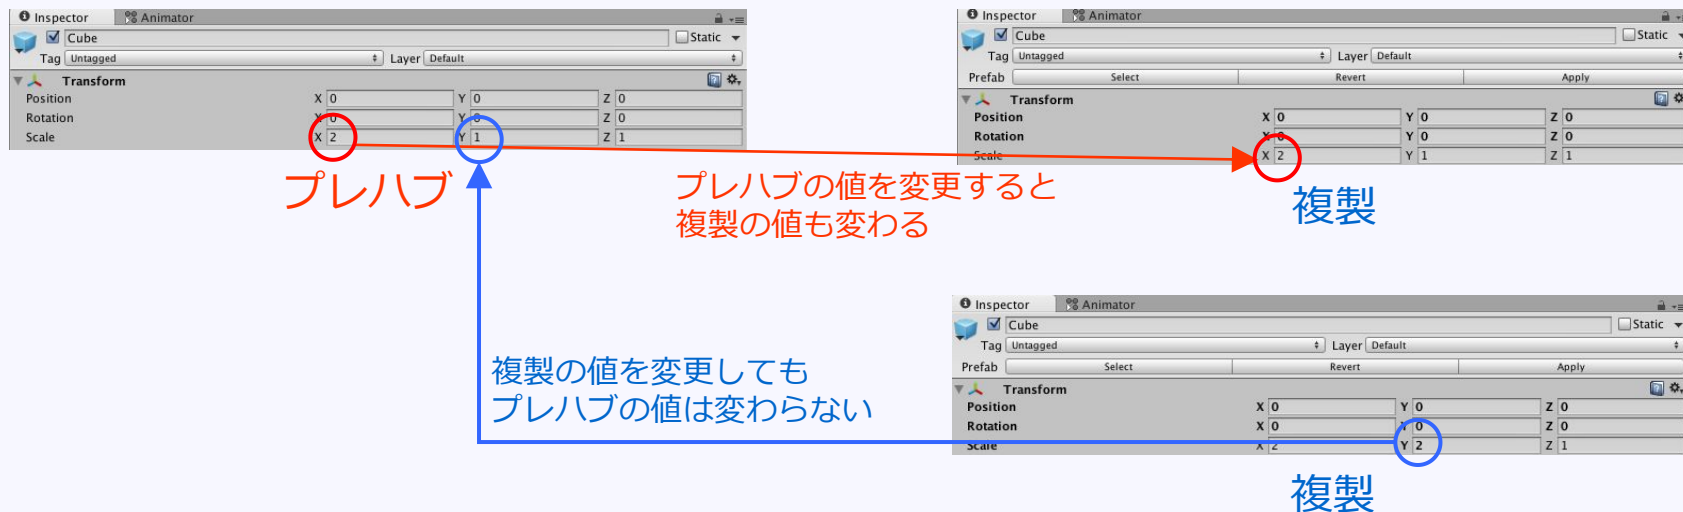 Inspector Animator
Cube Static
Tag Untagged Layer Default
Transform
Position X 0 Y 0 Z 0
Rotation X 0 Y 0 Z 0
Scale X 2 Y 1 Z 1
プレハブ
プレハブの値を変更すると
複製の値も変わる
Inspector Animator
Cube Static
Tag Untagged Layer Default
Prefab Select Revert Apply
Transform
Position X 0 Y 0 Z 0
Rotation X 0 Y 0 Z 0
Scale X 2 Y 1 Z 1
複製
複製の値を変更しても
プレハブの値は変わらない
Inspector Animator
Cube Static
Tag Untagged Layer Default
Prefab Select Revert Apply
Transform
Position X 0 Y 0 Z 0
Rotation X 0 Y 0 Z 0
Scale X 2 Y 2 Z 1
複製